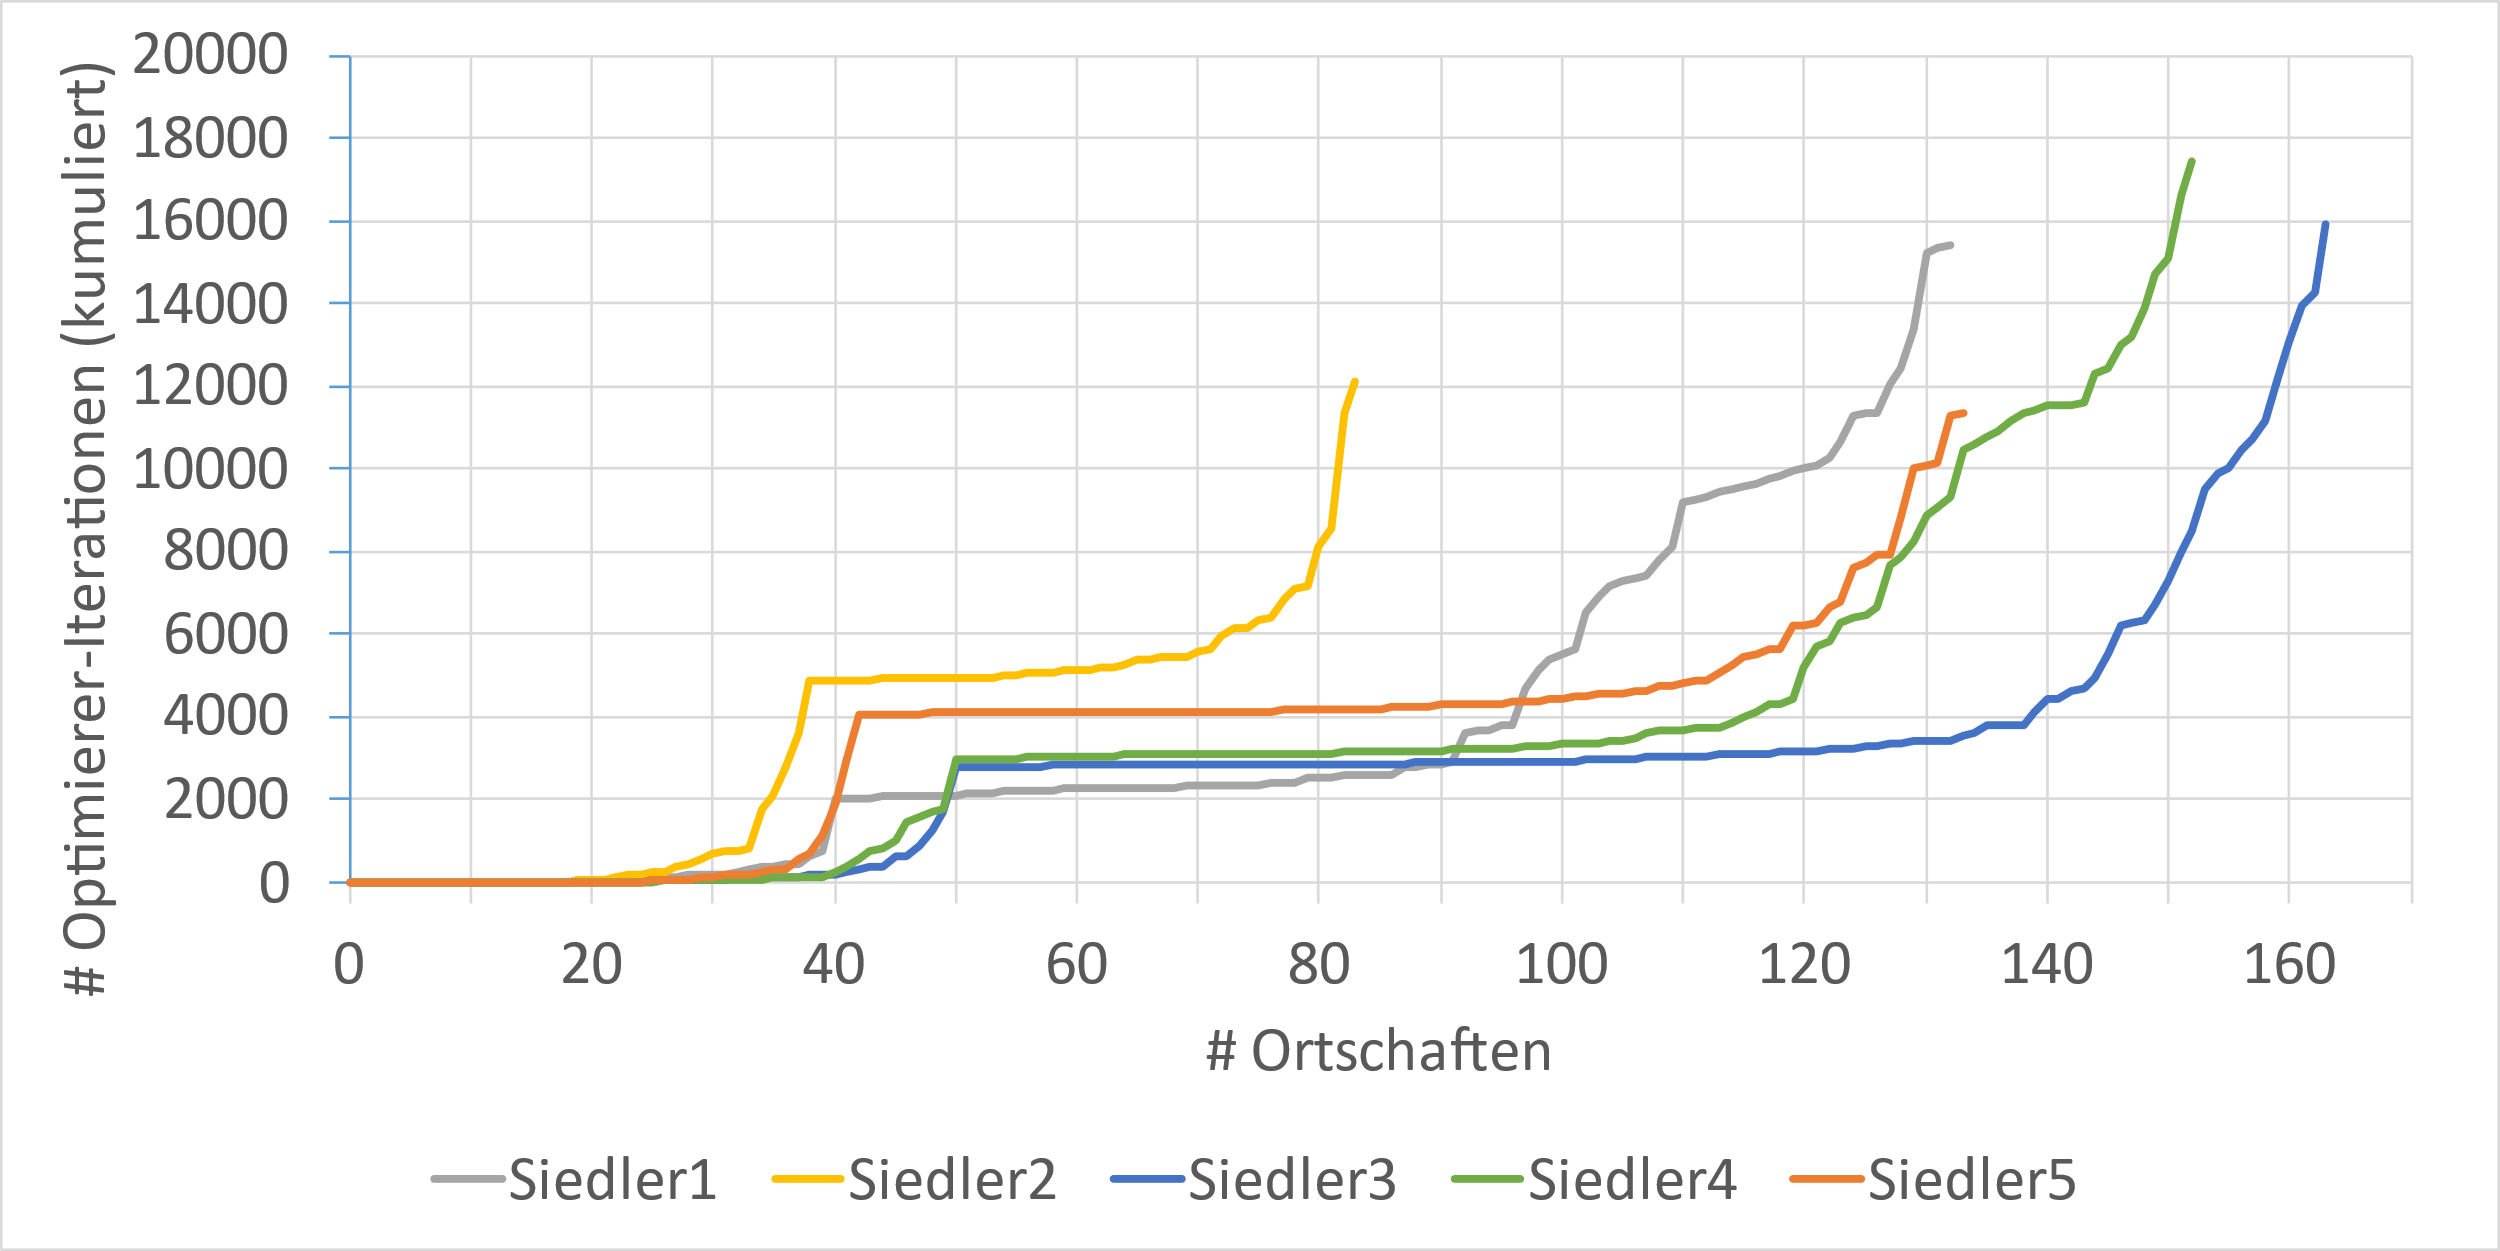 # Optimierer-Iterationen (kumuliert)
20000
18000
16000
14000
12000
10000
8000
6000
4000
2000
0
0 20 40 60 80 100 120 140 160
# Ortschaften
Siedler1 Siedler2 Siedler3 Siedler4 Siedler5